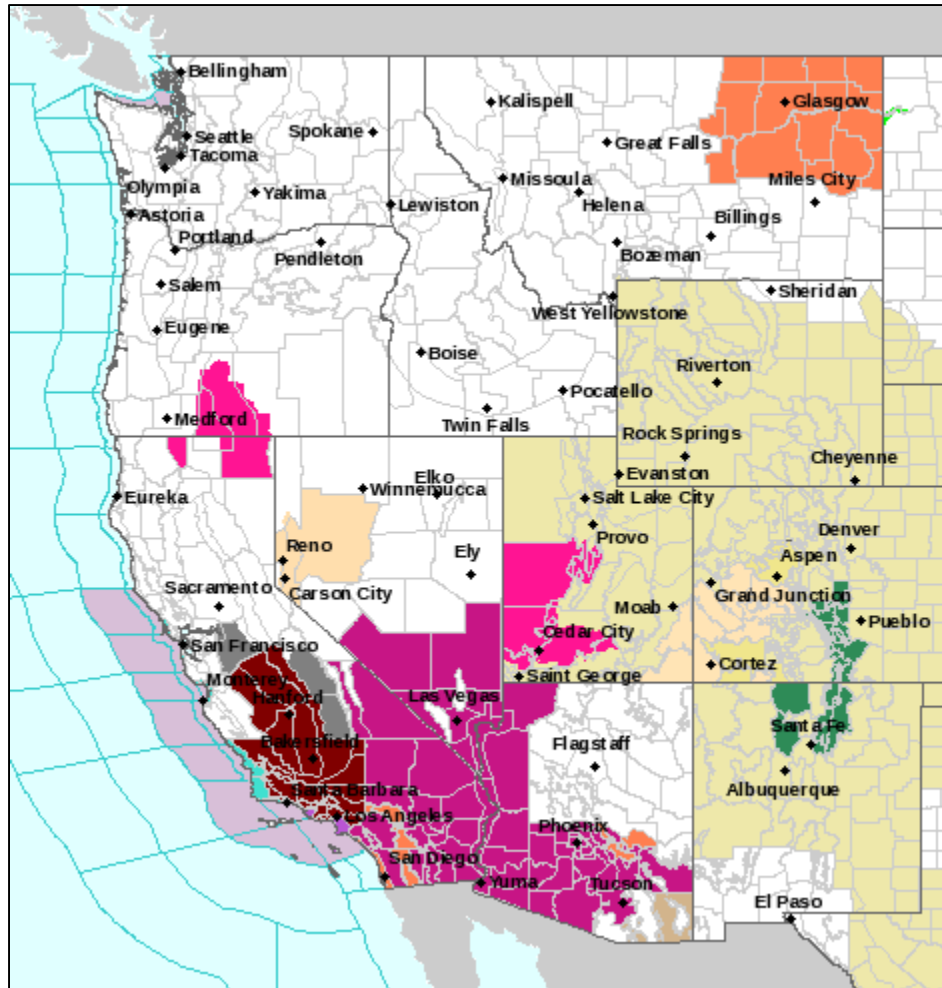 Bellingham
Kalispell
Glasgow
Seattle
Spokane
Great Falls
Tacoma
Olympia
Yakima
Missoula
Miles City
Lewiston
Helena
Astoria
Billings
Portland
Pendleton
Bozeman
Salem
Sheridan
West Yellowstone
Eugene
Boise
Riverton
Pocatello
Medford
Twin Falls
Rock Springs
Cheyenne
Elko
Evanston
Winnemucca
Eureka
Salt Lake City
Denver
Provo
Reno
Ely
Aspen
Sacramento
Carson City
Grand Junction
Moab
Pueblo
San Francisco
Cedar City
Cortez
Monterey
Saint George
Hanford
Las Vegas
Santa Fe
Bakersfield
Flagstaff
Albuquerque
Santa Barbara
Los Angeles
Phoenix
San Diego
Yuma
Tucson
El Paso